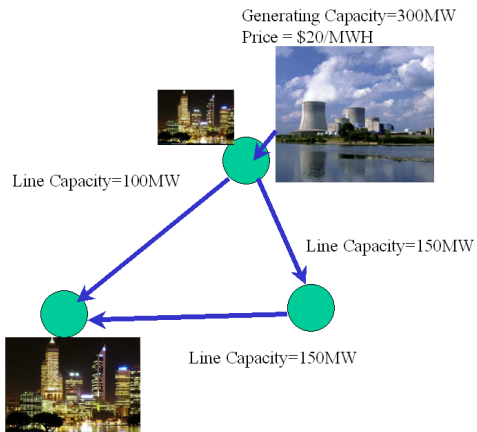 Generating Capacity=300MW
Price = $20/MWH
Line Capacity=100MW
Line Capacity=150MW
Line Capacity=150MW